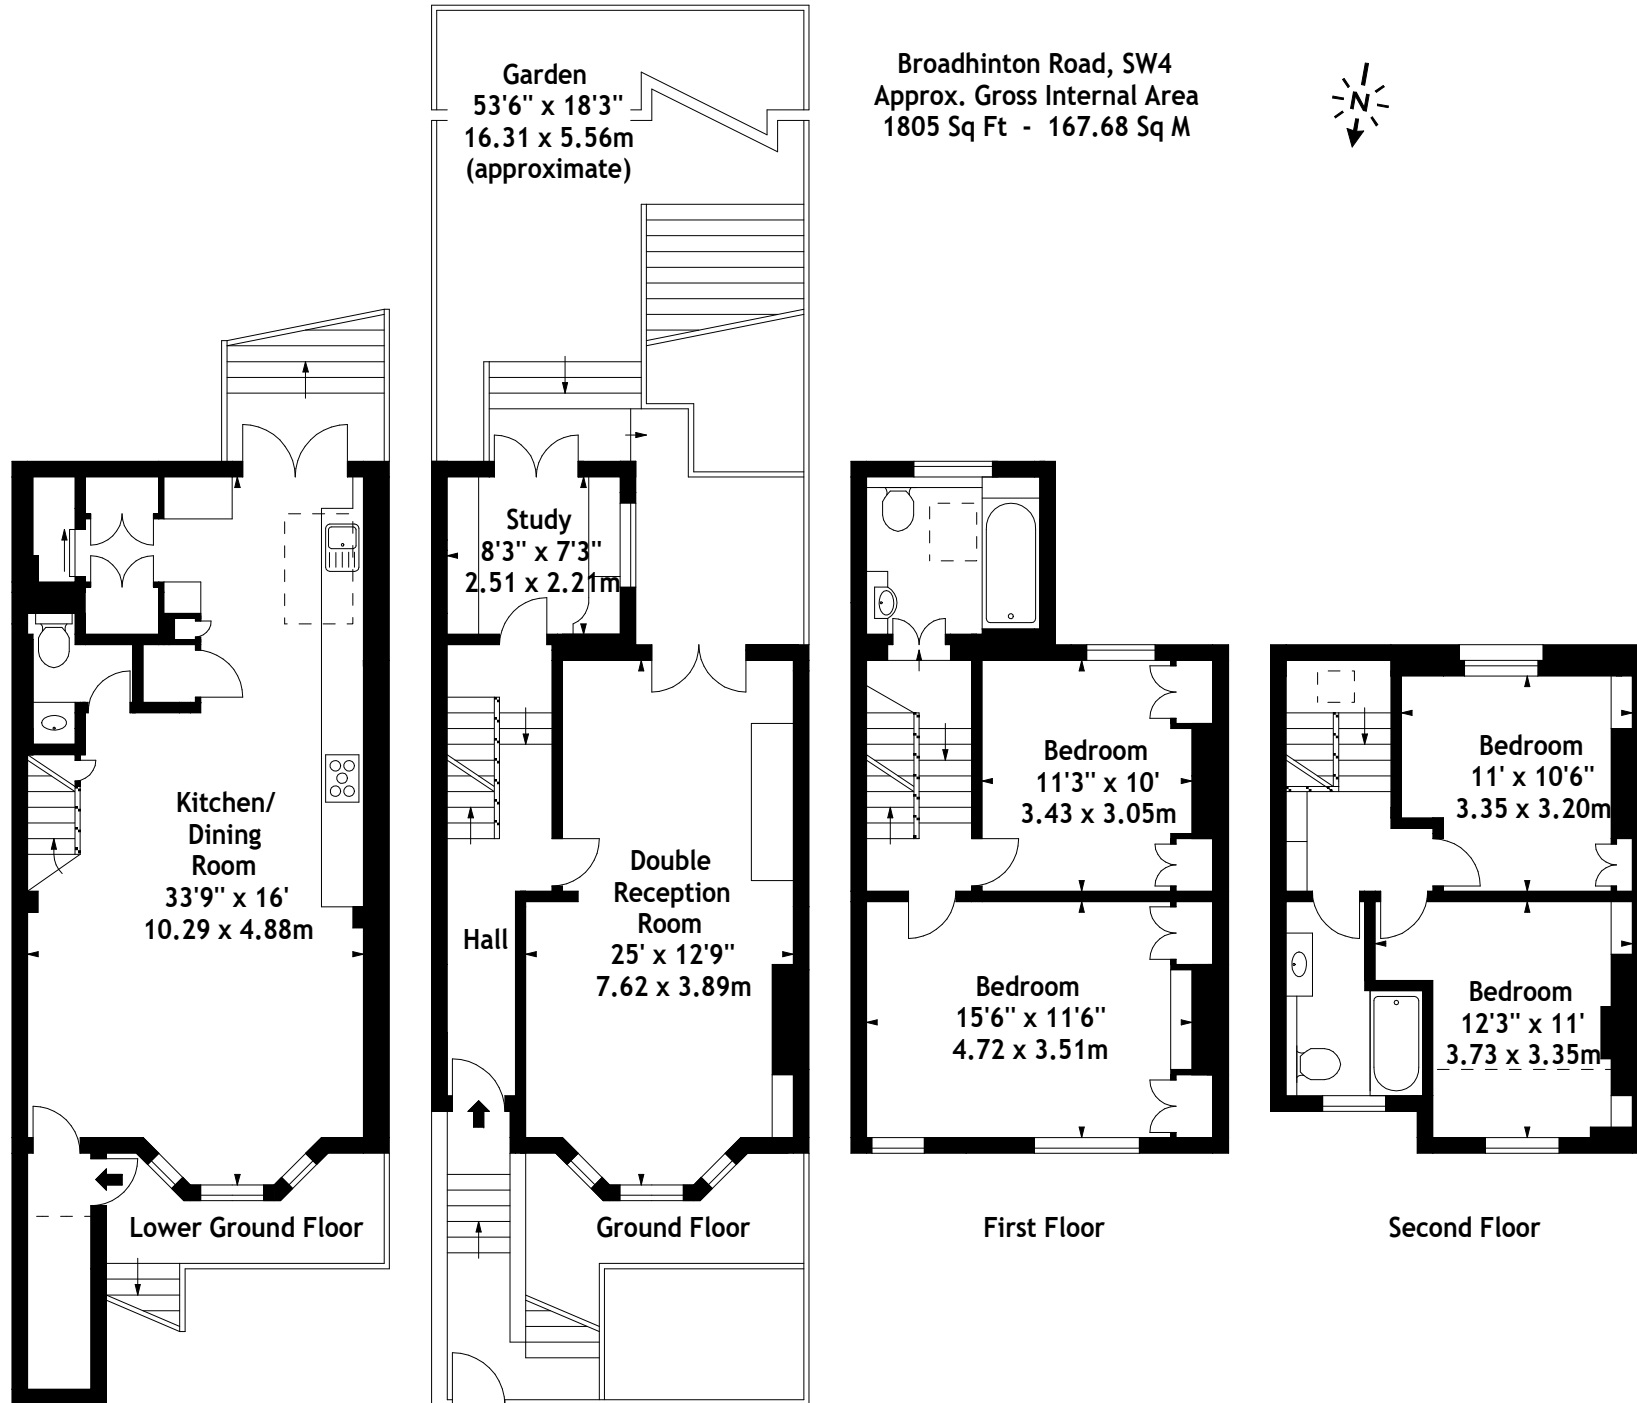 Garden
53'6" x 18'3"
16.31 x 5.56m
(approximate)
Broadhinton Road, SW4
Approx. Gross Internal Area
1805 Sq Ft - 167.68 Sq M
N
Study
8'3" x 7'3"
2.51 x 2.21m
Kitchen/
Dining
Room
33'9" x 16'
10.29 x 4.88m
Double
Reception
Room
25' x 12'9"
7.62 x 3.89m
Hall
Bedroom
11'3" x 10'
3.43 x 3.05m
Bedroom
15'6" x 11'6"
4.72 x 3.51m
Bedroom
11' x 10'6"
3.35 x 3.20m
Bedroom
12'3" x 11'
3.73 x 3.35m
Lower Ground Floor
Ground Floor
First Floor
Second Floor